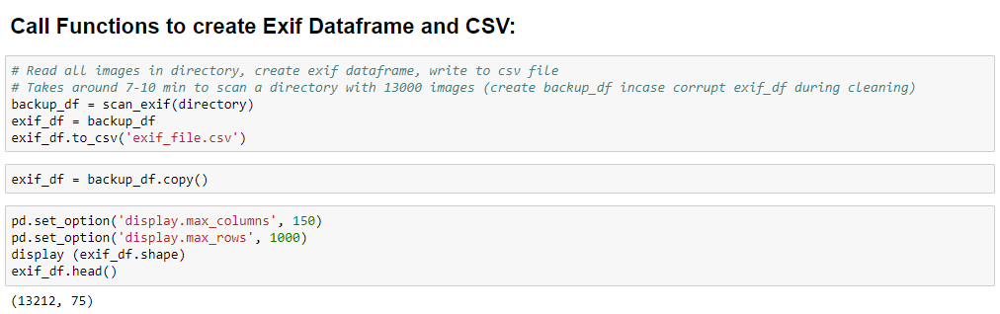 Call Functions to create Exif Dataframe and CSV:
# Read all images in directory, create exif dataframe, write to csv file
# Takes around 7-10 min to scan a directory with 13000 images (create backup_df incase corrupt exif_df during cleaning)
backup_df = scan_exif(directory)
exif_df = backup_df
exif_df.to_csv('exif_file.csv')
exif_df = backup_df.copy()
pd.set_option('display.max_columns', 150)
pd.set_option('display.max_rows', 1000)
display (exif_df.shape)
exif_df.head()
(13212, 75)